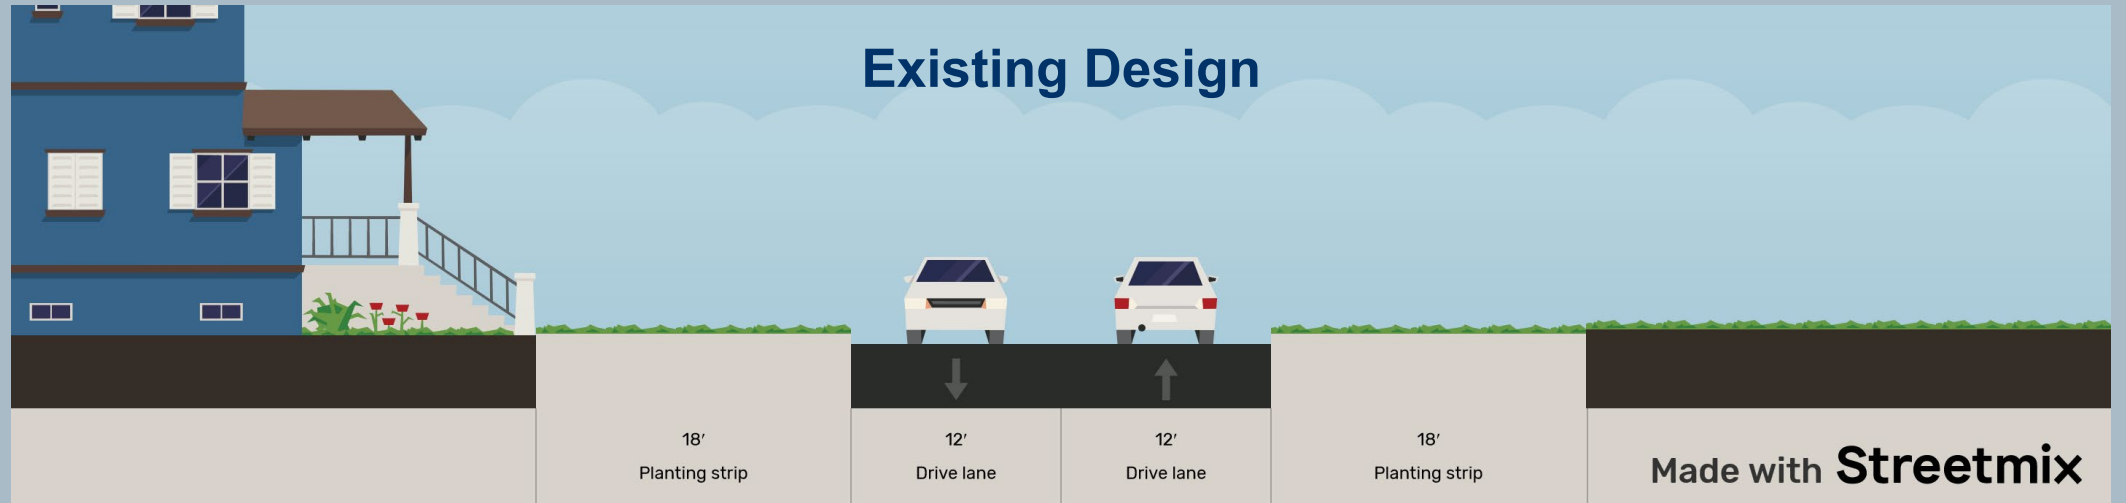 Existing Design
18′
Planting strip
12′
Drive lane
12′
Drive lane
18′
Planting strip
Made with Streetmix